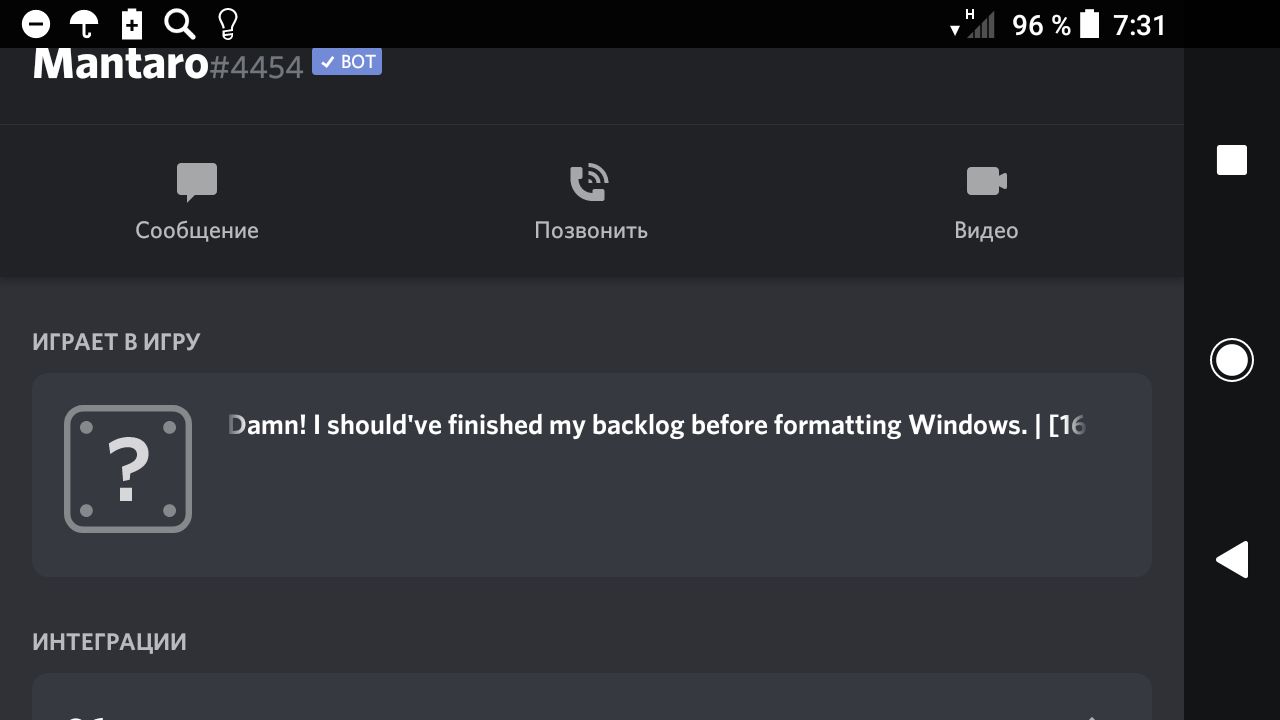 H 96 % 7:31
Mantaro#4454 BOT
Сообщение Позвонить Видео
ИГРАЕТ В ИГРУ
?
Damn! I should've finished my backlog before formatting Windows. | [16
ИНТЕГРАЦИИ